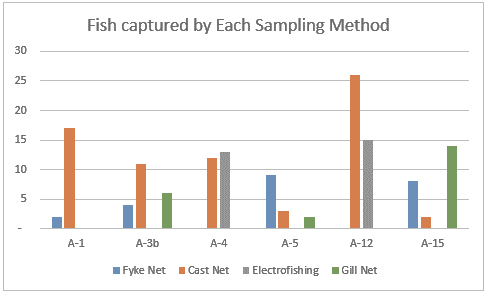 Fish captured by Each Sampling Method
30
25
20
15
10
5
-
A-1 A-3b A-4 A-5 A-12 A-15
Fyke Net Cast Net Electrofishing Gill Net